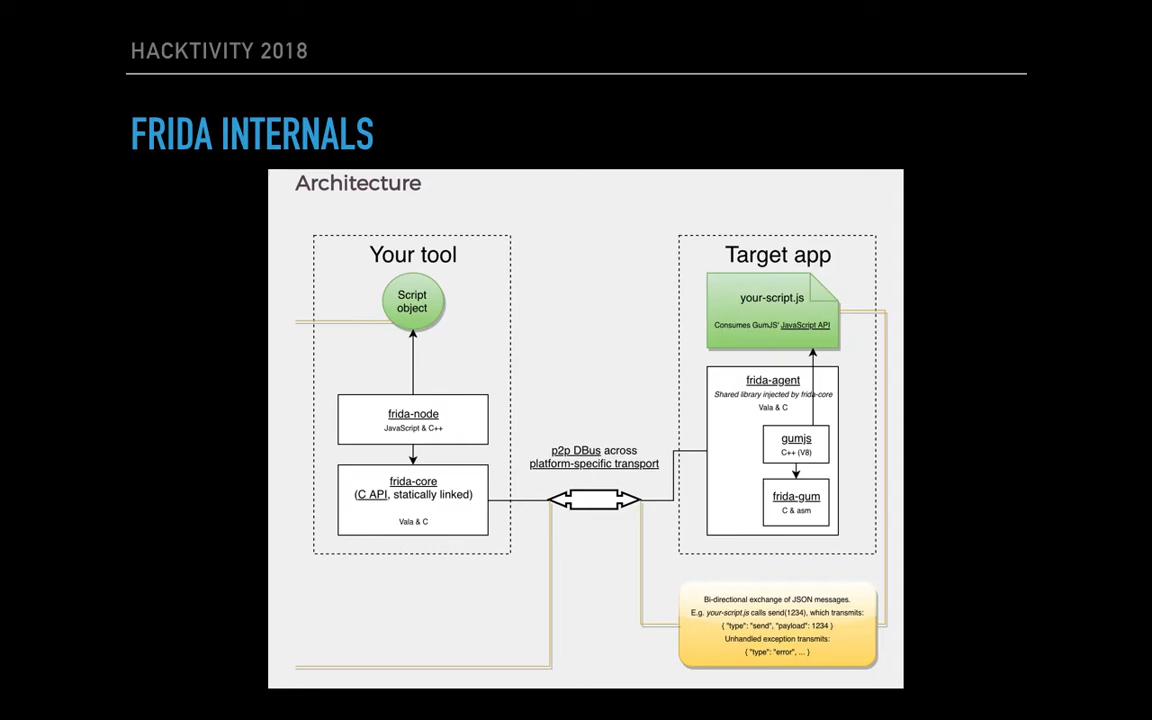 HACKTIVITY 2018
FRIDA INTERNALS
Architecture
Your tool
Script
object
frida-node
JavaScript & C++
frida-core
(C API, statically linked)
Vala & C
p2p DBus across
platform-specific transport
Target app
your-script.js
Consumes GumJS' JavaScript API
frida-agent
Shared library injected by frida-core
Vala & C
gumjs
C++ (V8)
frida-gum
C & asm
Bi-directional exchange of JSON messages.
E.g. your-script.js calls send(1234), which transmits:
{ "type": "send", "payload": 1234 }
Unhandled exception transmits:
{ "type": "error", ... }